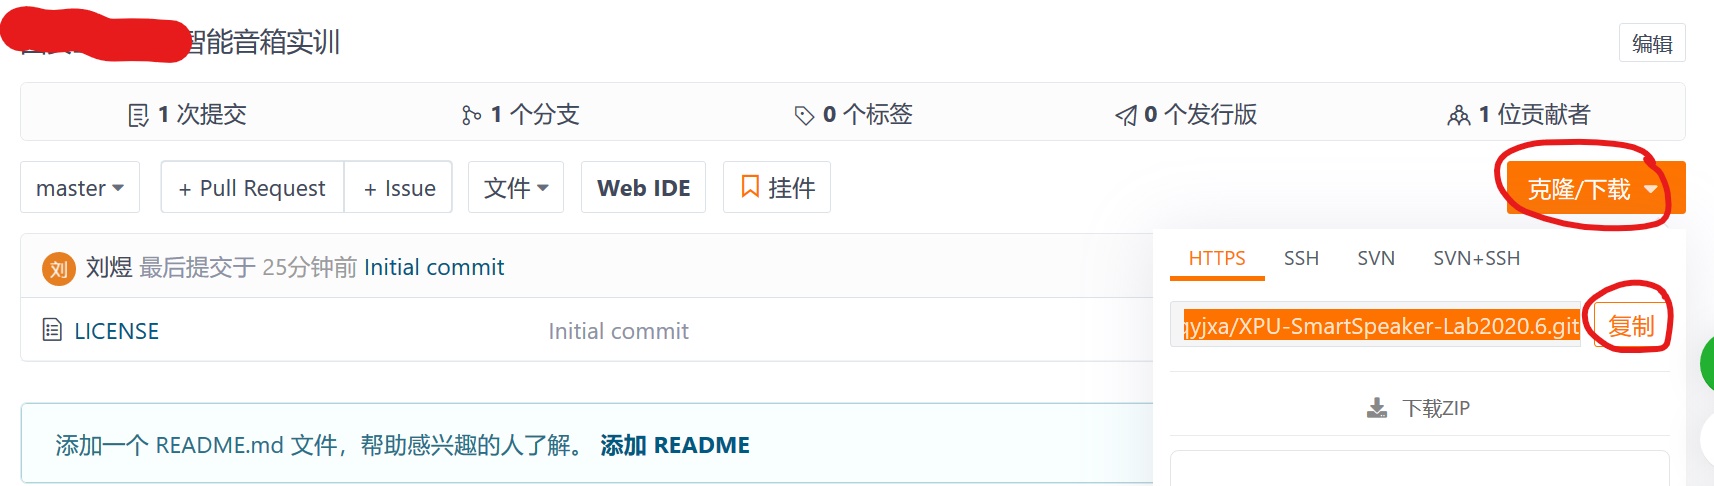 智能音箱实训
编辑
1 次提交
1 个分支
0 个标签
0 个发行版
1 位贡献者
master
+ Pull Request
+ Issue
文件
Web IDE
挂件
克隆/下载
刘
刘煜 最后提交于 25分钟前 Initial commit
HTTPS
SSH
SVN
SVN+SSH
LICENSE
Initial commit
qyjxa/XPU-SmartSpeaker-Lab2020.6.git
复制
下载ZIP
添加一个 README.md 文件，帮助感兴趣的人了解。 添加 README